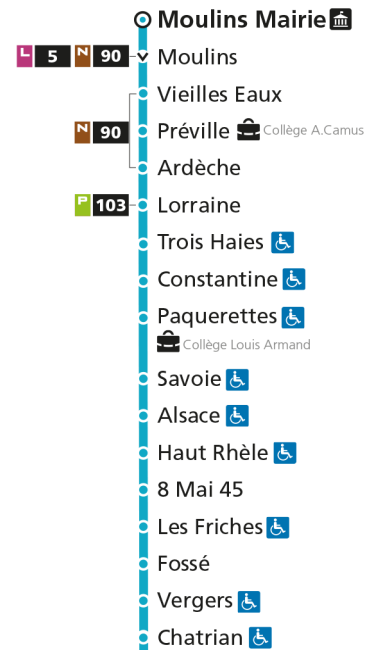 Moulins Mairie
L 5 N 90 Moulins
Vieilles Eaux
N 90 Préville Collège A.Camus
Ardèche
P 103 Lorraine
Trois Haies
Constantine
Paquerettes
Collège Louis Armand
Savoie
Alsace
Haut Rhèle
8 Mai 45
Les Friches
Fossé
Vergers
Chatrian